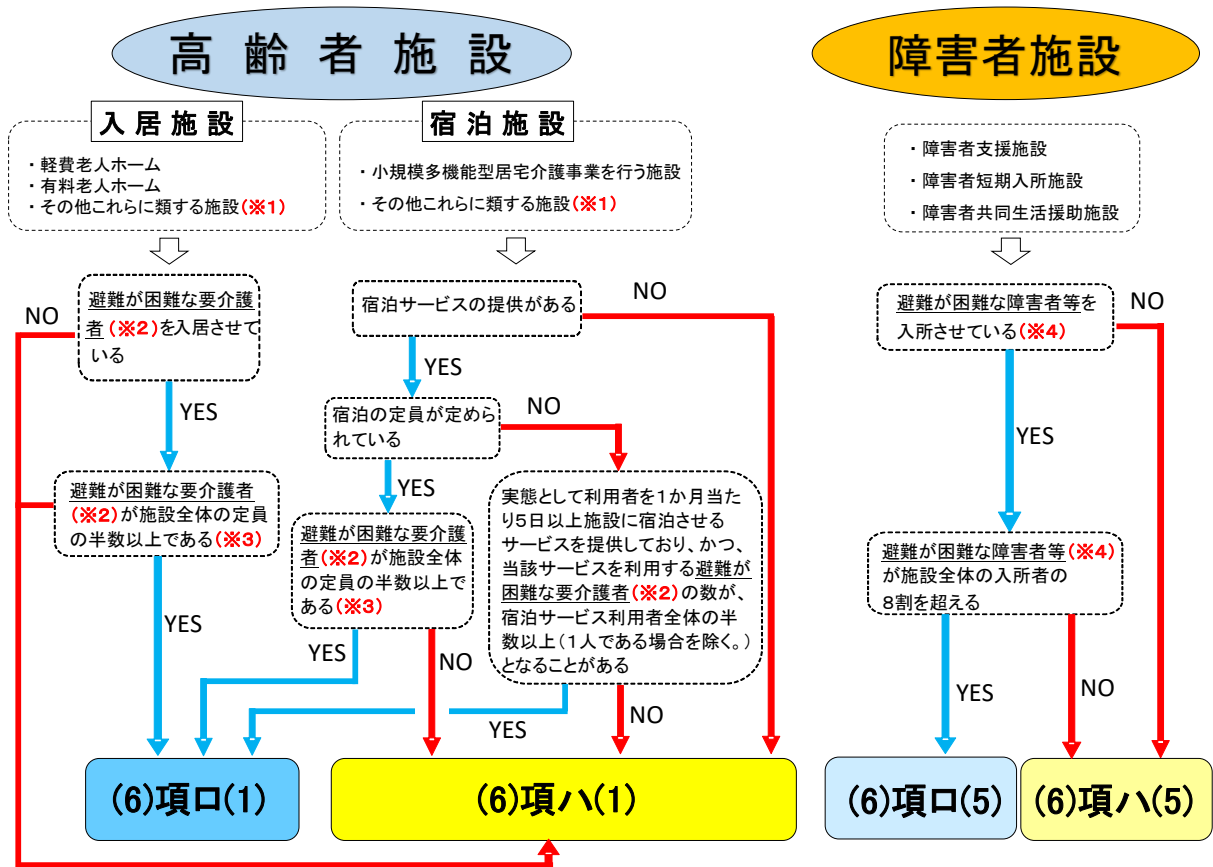 高齢者施設
入居施設
・軽費老人ホーム
・有料老人ホーム
・その他これらに類する施設(※1)
宿泊施設
・小規模多機能型居宅介護事業を行う施設
・その他これらに類する施設(※1)
障害者施設
・障害者支援施設
・障害者短期入所施設
・障害者共同生活援助施設
NO
避難が困難な要介護
者(※2)を入居させて
いる
YES
避難が困難な要介護者
(※2)が施設全体の定員
の半数以上である(※3)
YES
宿泊サービスの提供がある
NO
YES
宿泊の定員が定めら
れている
NO
YES
避難が困難な要介護
者(※2)が施設全体
の定員の半数以上で
ある(※3)
YES
NO
実態として利用者を1か月当た
り5日以上施設に宿泊させる
サービスを提供しており、かつ、
当該サービスを利用する避難が
困難な要介護者(※2)の数が、
宿泊サービス利用者全体の半
数以上(1人である場合を除く。)
となることがある
YES
NO
避難が困難な障害者等を
入所させている(※4)
NO
YES
避難が困難な障害者等(※4)
が施設全体の入所者の
8割を超える
YES
NO
(6)項ロ(1)
(6)項ハ(1)
(6)項ロ(5)
(6)項ハ(5)